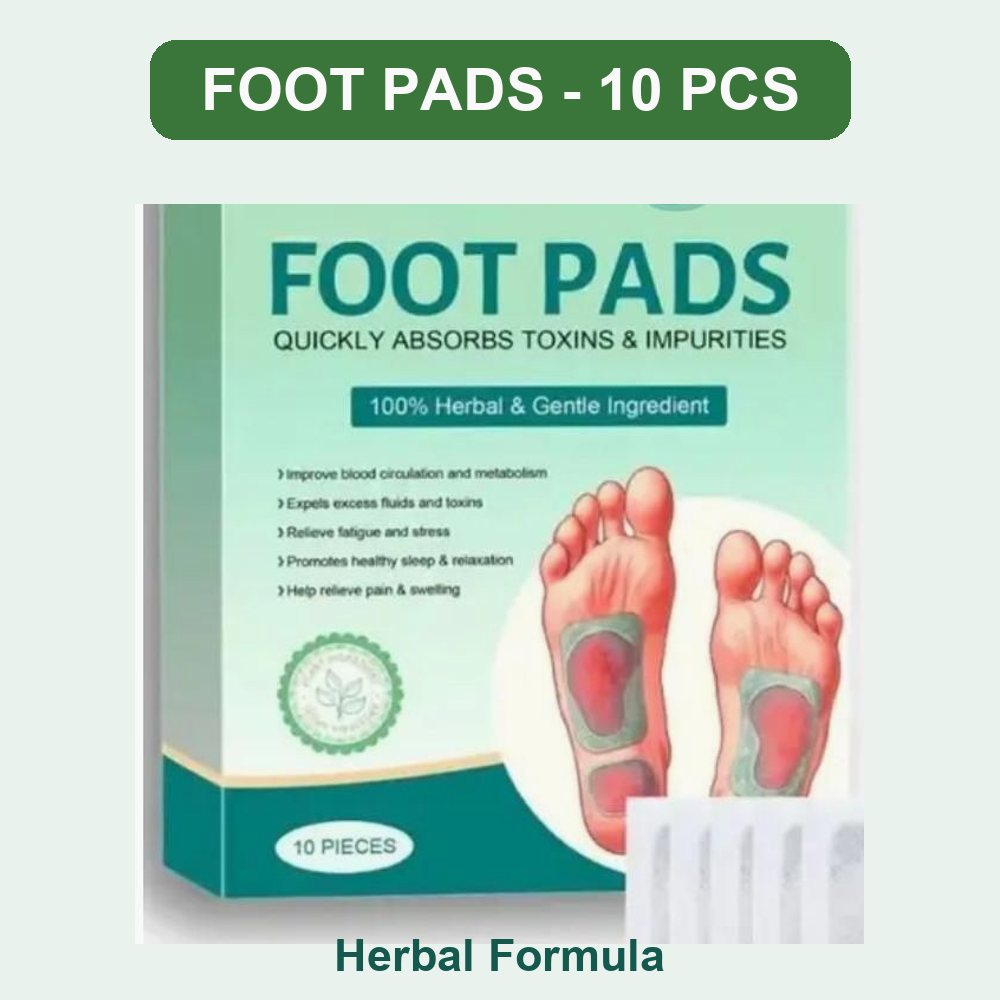 FOOT PADS - 10 PCS
FOOT PADS
QUICKLY ABSORBS TOXINS & IMPURITIES
100% Herbal & Gentle Ingredient
Improve blood circulation and metabolism
Expels excess fluids and toxins
Relieve fatigue and stress
Promotes healthy sleep & relaxation
Help relieve pain & swelling
10 PIECES
Herbal Formula